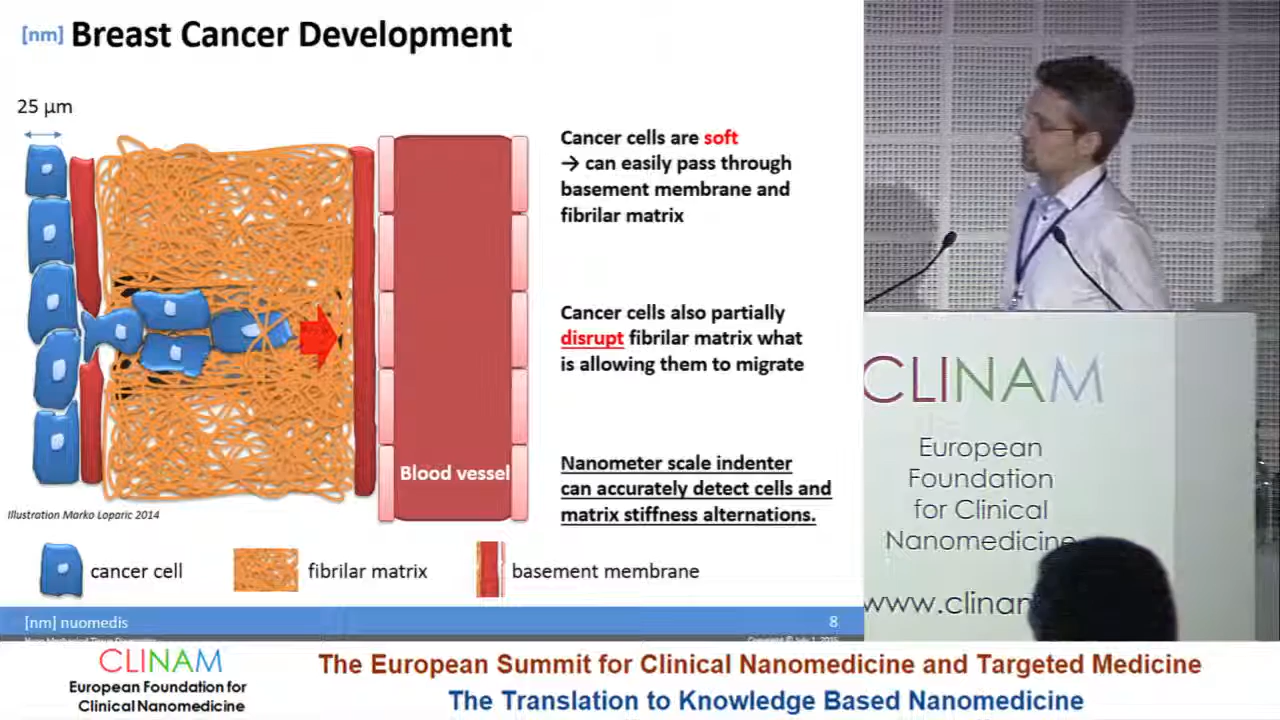 [nm] Breast Cancer Development
25 µm
Cancer cells are soft
→ can easily pass through
basement membrane and
fibrilar matrix
Cancer cells also partially
disrupt fibrilar matrix what
is allowing them to migrate
Nanometer scale indenter
can accurately detect cells and
matrix stiffness alternations.
Blood vessel
Illustration Marko Loparic 2014
cancer cell
fibrilar matrix
basement membrane
[nm] nuomedis
8
CLINAM
European
Foundation
for Clinical
Nanomedicine
www.clinam
CLINAM
European Foundation for
Clinical Nanomedicine
The European Summit for Clinical Nanomedicine and Targeted Medicine
The Translation to Knowledge Based Nanomedicine